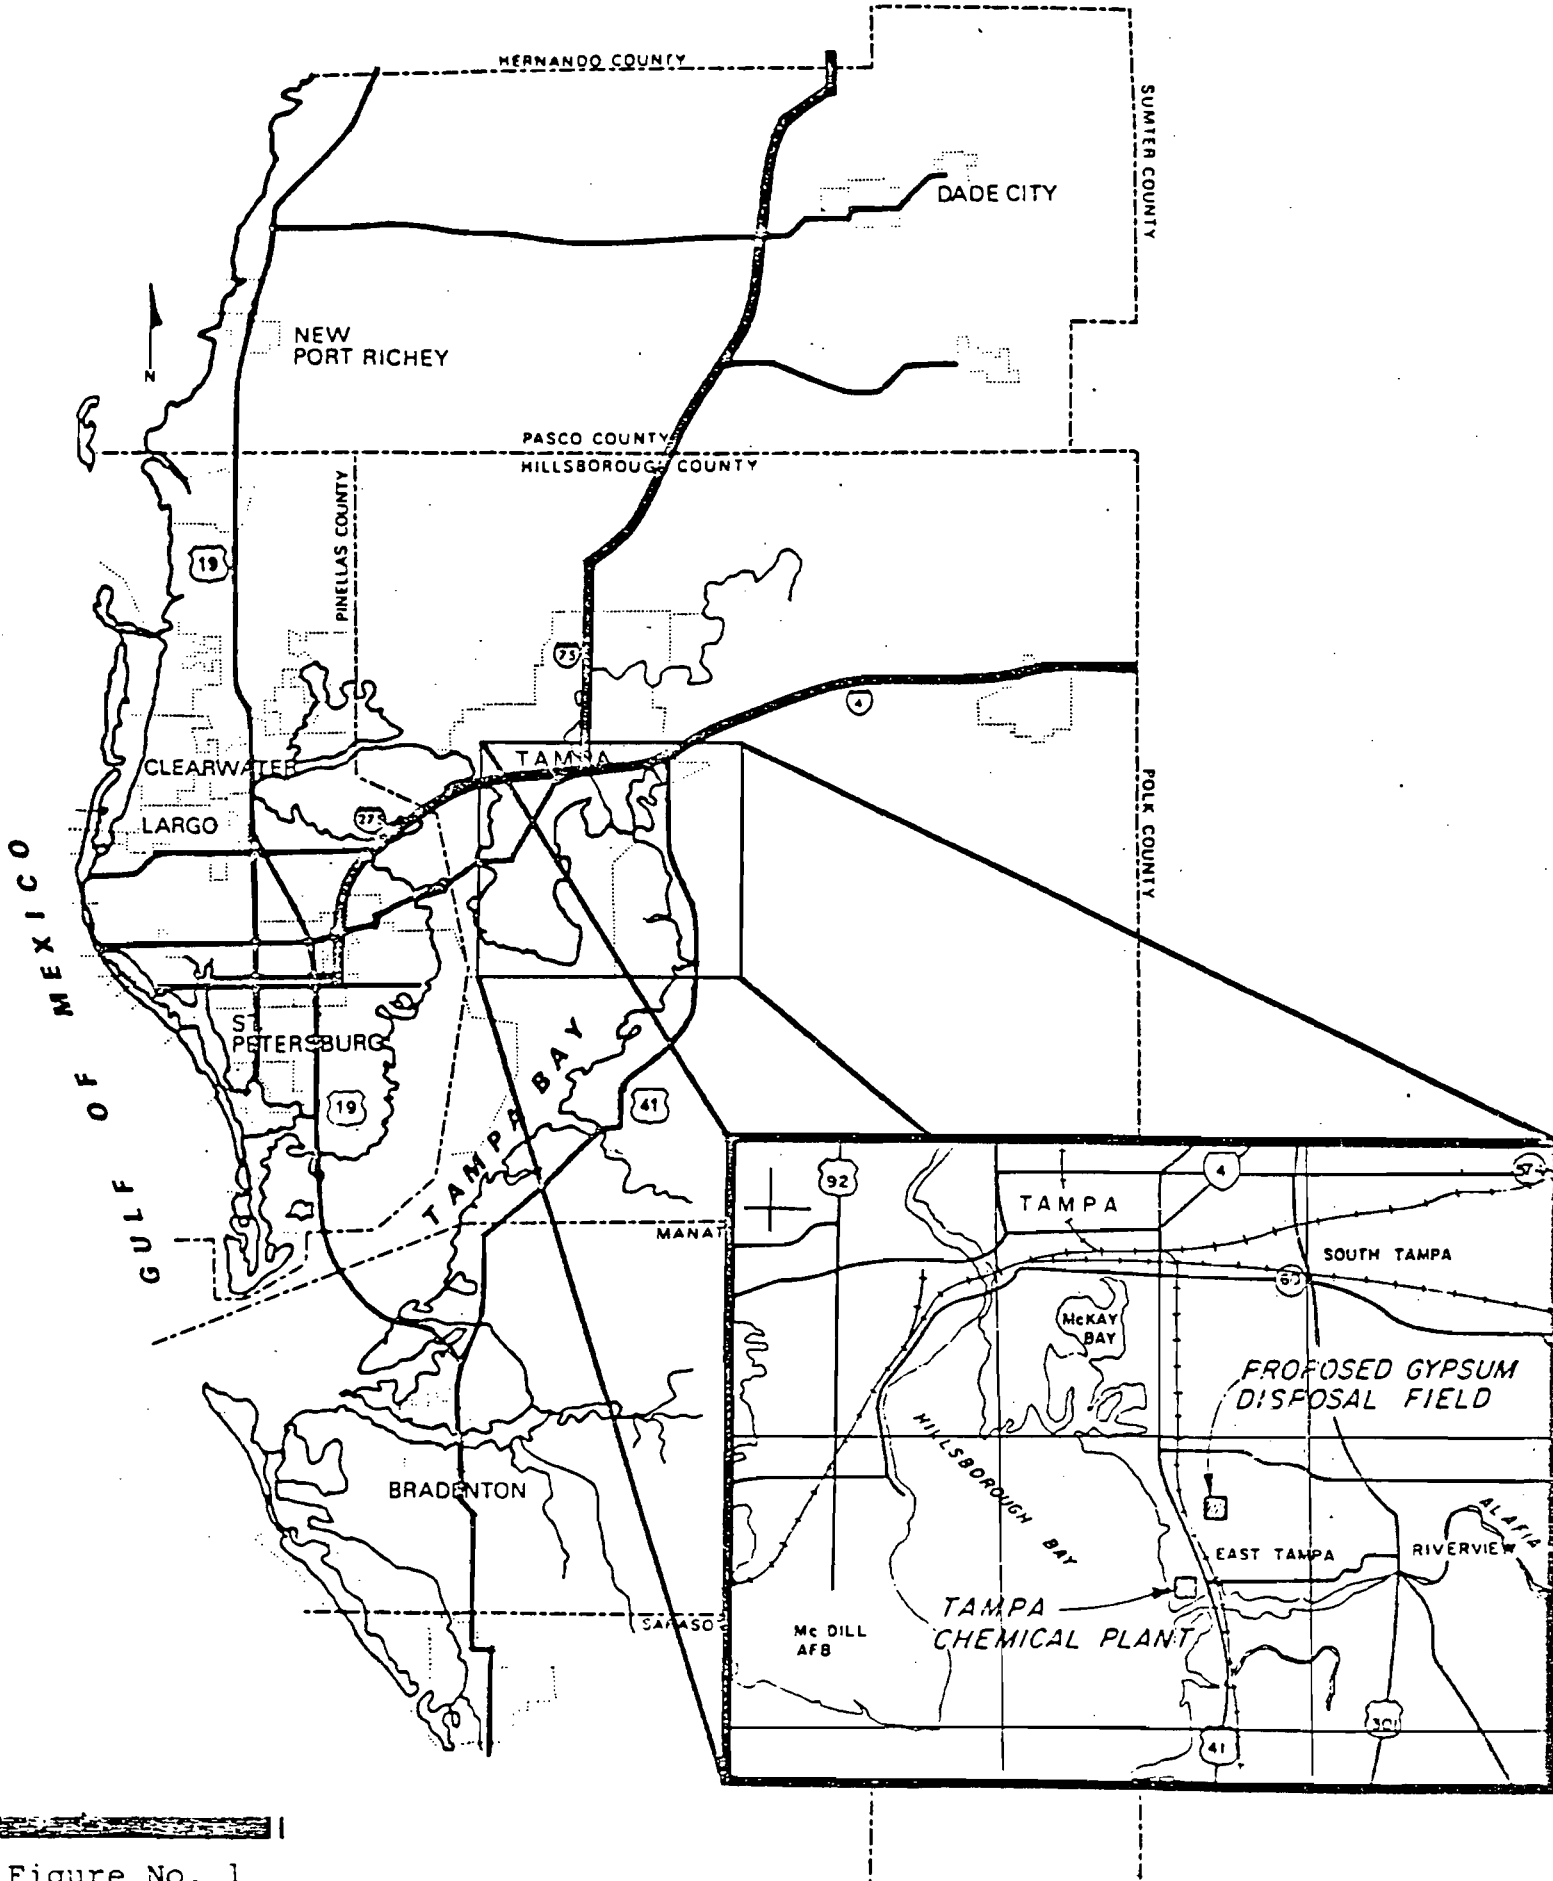 HERNANDO COUNTY
SUMTER COUNTY
DADE CITY
N
NEW
PORT RICHEY
PASCO COUNTY
HILLSBOROUGH COUNTY
PINELLAS COUNTY
19
75
4
TAMPA
CLEARWATER
LARGO
275
POLK COUNTY
GULF OF MEXICO
ST
PETERSBURG
19
TAMPA BAY
41
MANAT
BRADENTON
SARASO
92
TAMPA
4
57
SOUTH TAMPA
60
McKAY
BAY
PROPOSED GYPSUM
DISPOSAL FIELD
HILLSBOROUGH BAY
ALAFIA
EAST TAMPA
RIVERVIEW
TAMPA
CHEMICAL PLANT
Mc DILL
AFB
301
41
Figure No. 1